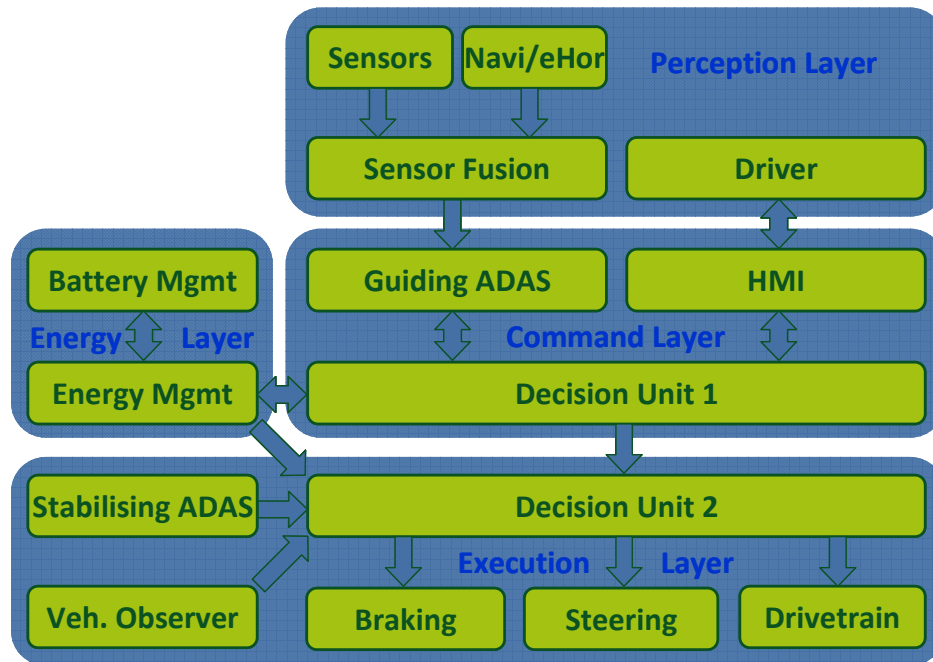 Sensors
Navi/eHor
Perception Layer
Sensor Fusion
Driver
Battery Mgmt
Guiding ADAS
HMI
Energy Layer
Command Layer
Energy Mgmt
Decision Unit 1
Stabilising ADAS
Decision Unit 2
Execution Layer
Veh. Observer
Braking
Steering
Drivetrain